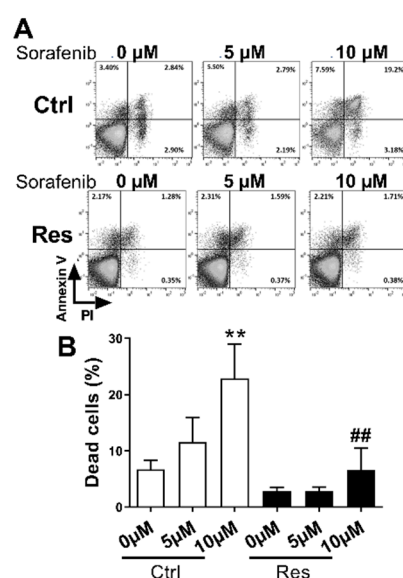 A
Sorafenib 0 µM 5 µM 10 µM
Ctrl
3.40% 2.84% 5.50% 2.79% 7.59% 19.2%
2.90% 2.19% 3.18%
Sorafenib 0 µM 5 µM 10 µM
Res
2.17% 1.28% 2.31% 1.59% 2.21% 1.71%
0.35% 0.37% 0.38%
Annexin V
PI
B
Dead cells (%)
30
20
10
0
**
##
0µM 5µM 10µM 0µM 5µM 10µM
Ctrl Res